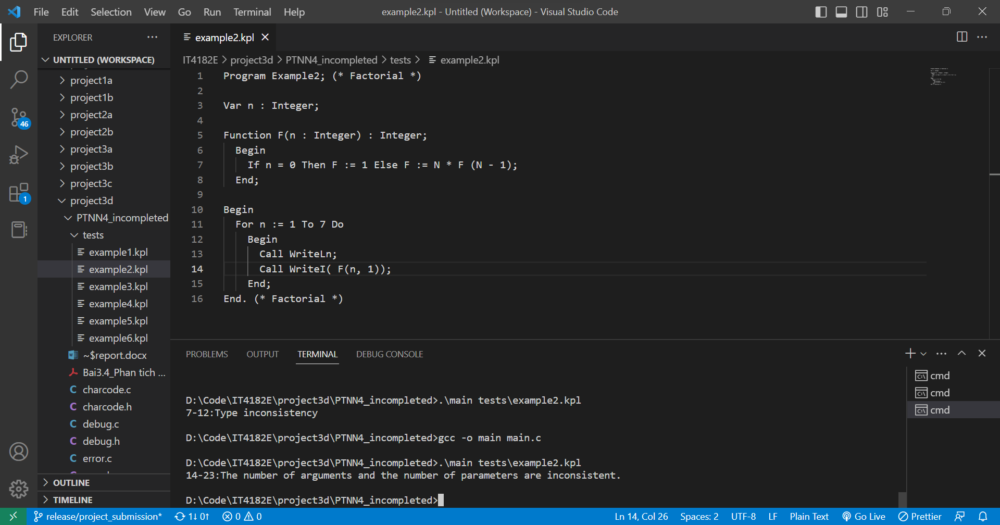 File Edit Selection View Go Run Terminal Help
example2.kpl - Untitled (Workspace) - Visual Studio Code
EXPLORER
UNTITLED (WORKSPACE)
project1a
project1b
project2a
project2b
project3a
project3b
project3c
project3d
PTNN4_incompleted
tests
example1.kpl
example2.kpl
example3.kpl
example4.kpl
example5.kpl
example6.kpl
~$report.docx
Bai3.4_Phan tich ...
C charcode.c
C charcode.h
C debug.c
C debug.h
C error.c
OUTLINE
TIMELINE
46
1
example2.kpl
IT4182E > project3d > PTNN4_incompleted > tests > example2.kpl
1 Program Example2; (* Factorial *)
2
3 Var n : Integer;
4
5 Function F(n : Integer) : Integer;
6 Begin
7 If n = 0 Then F := 1 Else F := N * F (N - 1);
8 End;
9
10 Begin
11 For n := 1 To 7 Do
12 Begin
13 Call WriteLn;
14 Call WriteI( F(n, 1));
15 End;
16 End. (* Factorial *)
PROBLEMS OUTPUT TERMINAL DEBUG CONSOLE
D:\Code\IT4182E\project3d\PTNN4_incompleted>.\main tests\example2.kpl
7-12:Type inconsistency
D:\Code\IT4182E\project3d\PTNN4_incompleted>gcc -o main main.c
D:\Code\IT4182E\project3d\PTNN4_incompleted>.\main tests\example2.kpl
14-23:The number of arguments and the number of parameters are inconsistent.
D:\Code\IT4182E\project3d\PTNN4_incompleted>
cmd
cmd
cmd
release/project_submission* 1↓ 0↑ 0 0
Ln 14, Col 26 Spaces: 2 UTF-8 LF Plain Text Go Live Prettier